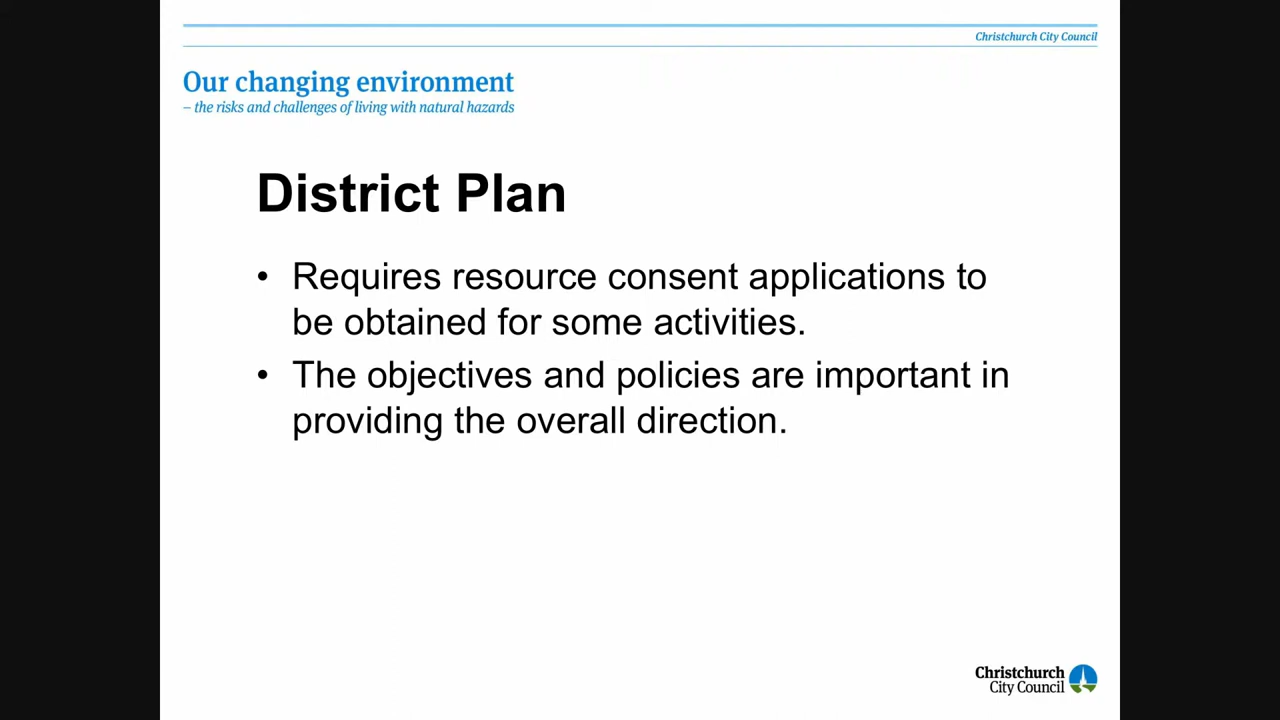 Christchurch City Council
Our changing environment
– the risks and challenges of living with natural hazards
District Plan
• Requires resource consent applications to
be obtained for some activities.
• The objectives and policies are important in
providing the overall direction.
Christchurch
City Council